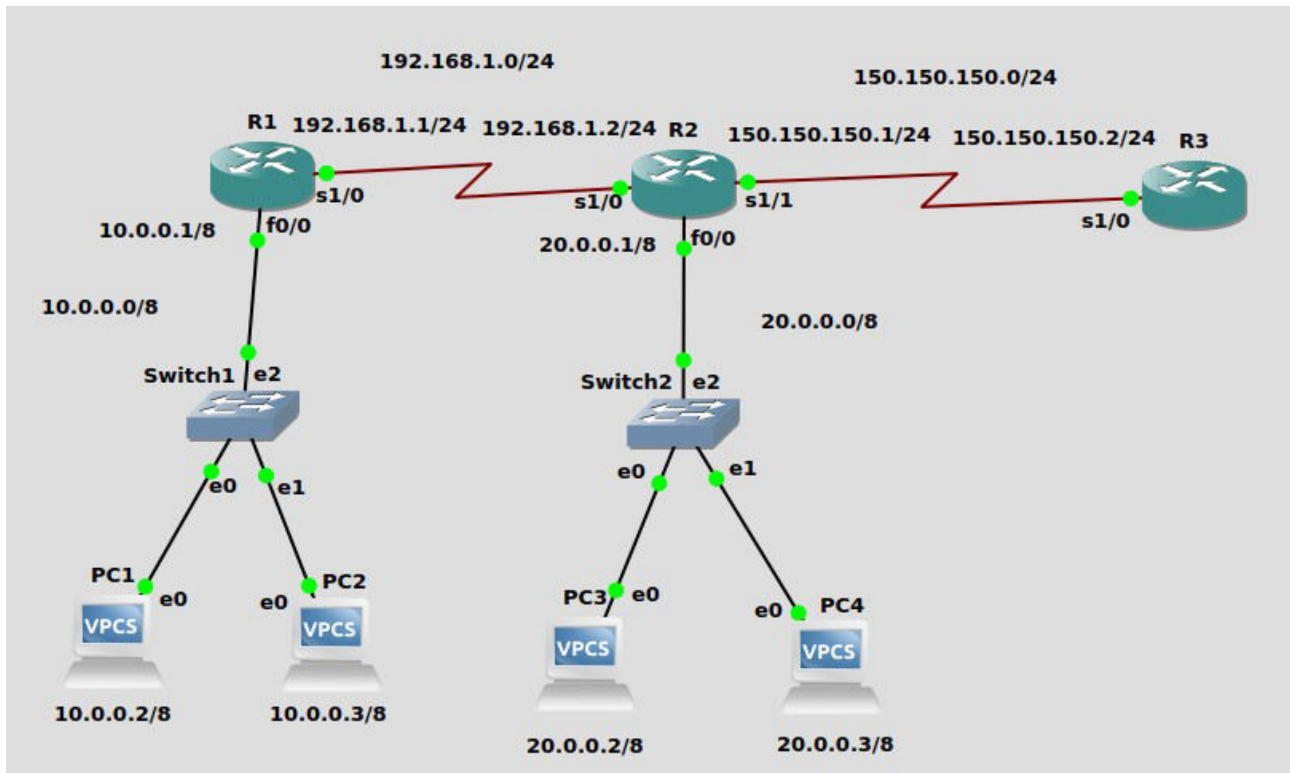 192.168.1.0/24
150.150.150.0/24
R1
192.168.1.1/24
192.168.1.2/24
R2
150.150.150.1/24
150.150.150.2/24
R3
s1/0
s1/0
s1/1
s1/0
10.0.0.1/8
f0/0
20.0.0.1/8
f0/0
10.0.0.0/8
20.0.0.0/8
Switch1
e2
Switch2
e2
e0
e1
e0
e1
PC1
e0
e0
PC2
PC3
e0
e0
PC4
VPCS
VPCS
VPCS
VPCS
10.0.0.2/8
10.0.0.3/8
20.0.0.2/8
20.0.0.3/8